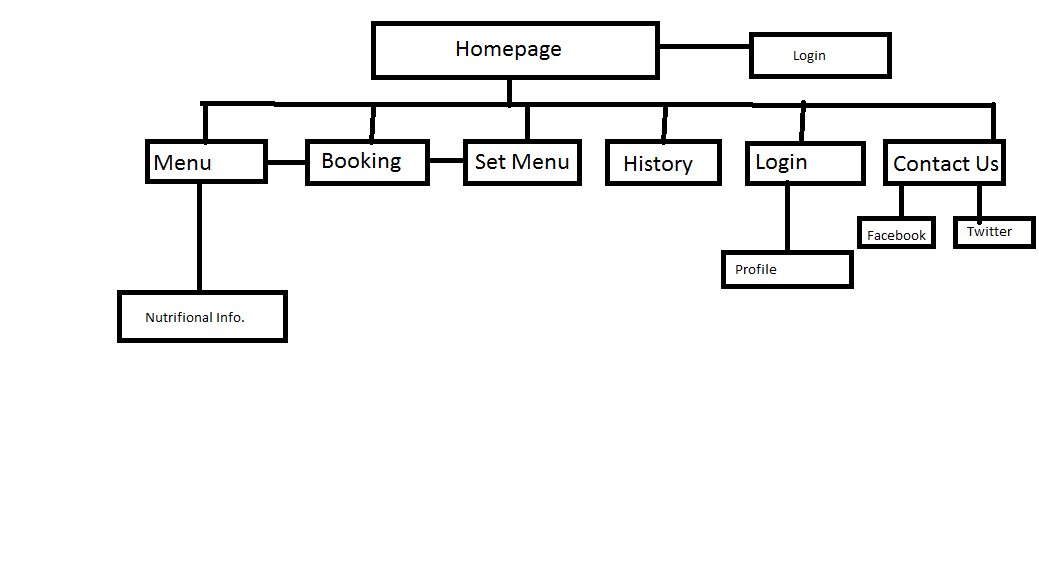 Homepage
Login
Menu
Booking
Set Menu
History
Login
Contact Us
Facebook
Twitter
Profile
Nutrifional Info.